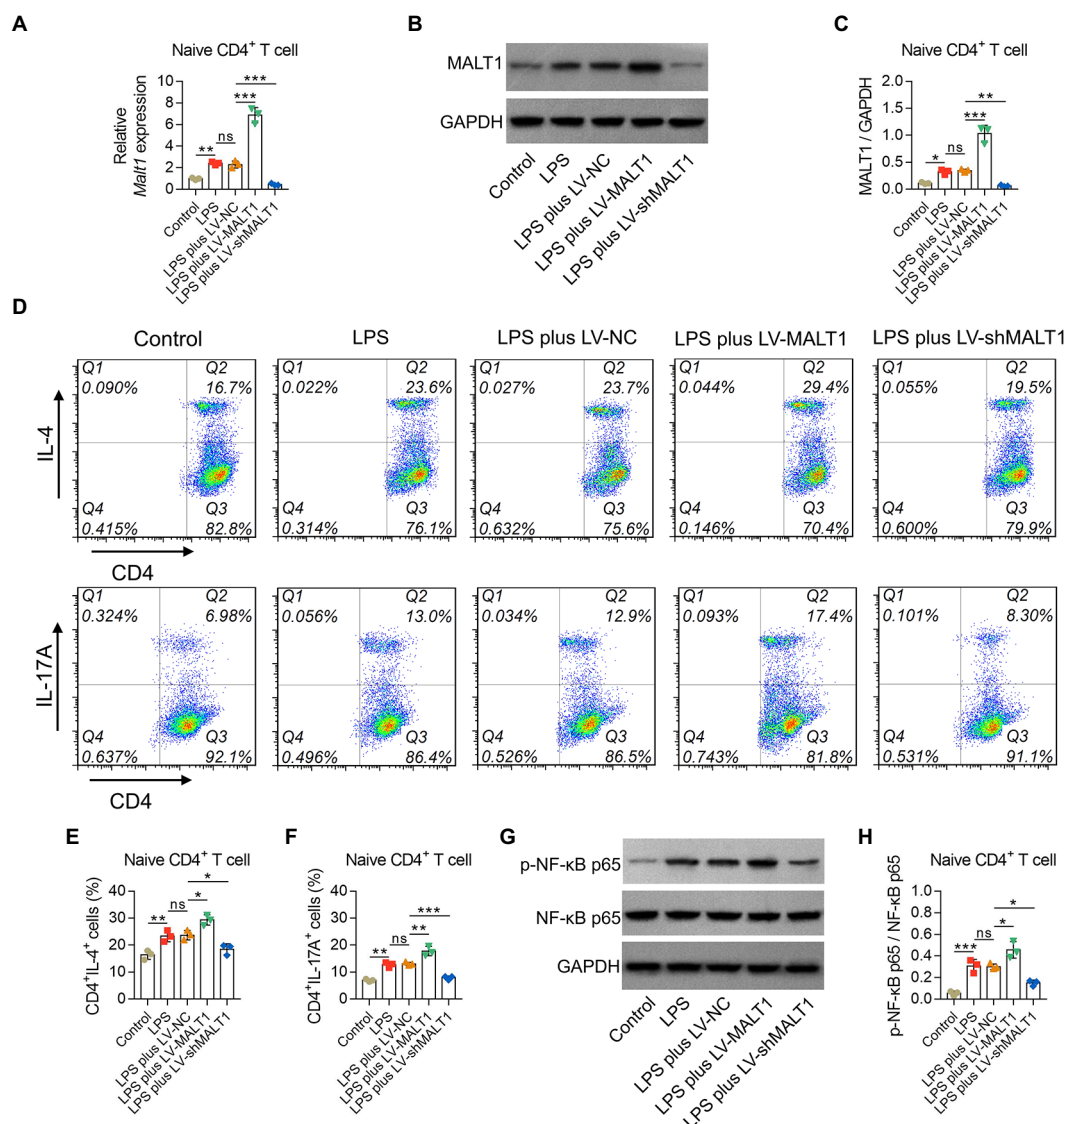 A
Naive CD4+ T cell
Relative
Malt1 expression
10
8
6
4
2
0
**
ns
***
***
Control
LPS
LPS plus LV-NC
LPS plus LV-MALT1
LPS plus LV-shMALT1
B
MALT1
GAPDH
Control
LPS
LPS plus LV-NC
LPS plus LV-MALT1
LPS plus LV-shMALT1
C
Naive CD4+ T cell
MALT1 / GAPDH
2.0
1.5
1.0
0.5
0.0
*
ns
***
**
Control
LPS
LPS plus LV-NC
LPS plus LV-MALT1
LPS plus LV-shMALT1
D
Control
LPS
LPS plus LV-NC
LPS plus LV-MALT1
LPS plus LV-shMALT1
IL-4
Q1 Q2
0.090% 16.7%
Q4 Q3
0.415% 82.8%
Q1 Q2
0.022% 23.6%
Q4 Q3
0.314% 76.1%
Q1 Q2
0.027% 23.7%
Q4 Q3
0.632% 75.6%
Q1 Q2
0.044% 29.4%
Q4 Q3
0.146% 70.4%
Q1 Q2
0.055% 19.5%
Q4 Q3
0.600% 79.9%
CD4
IL-17A
Q1 Q2
0.324% 6.98%
Q4 Q3
0.637% 92.1%
Q1 Q2
0.056% 13.0%
Q4 Q3
0.496% 86.4%
Q1 Q2
0.034% 12.9%
Q4 Q3
0.526% 86.5%
Q1 Q2
0.093% 17.4%
Q4 Q3
0.743% 81.8%
Q1 Q2
0.101% 8.30%
Q4 Q3
0.531% 91.1%
CD4
E
Naive CD4+ T cell
CD4+IL-4+ cells (%)
40
30
20
10
0
**
ns
*
*
Control
LPS
LPS plus LV-NC
LPS plus LV-MALT1
LPS plus LV-shMALT1
F
Naive CD4+ T cell
CD4+IL-17A+ cells (%)
40
30
20
10
0
**
ns
**
***
Control
LPS
LPS plus LV-NC
LPS plus LV-MALT1
LPS plus LV-shMALT1
G
p-NF-κB p65
NF-κB p65
GAPDH
Control
LPS
LPS plus LV-NC
LPS plus LV-MALT1
LPS plus LV-shMALT1
H
Naive CD4+ T cell
p-NF-κB p65 / NF-κB p65
1.0
0.8
0.6
0.4
0.2
0.0
***
ns
*
*
Control
LPS
LPS plus LV-NC
LPS plus LV-MALT1
LPS plus LV-shMALT1